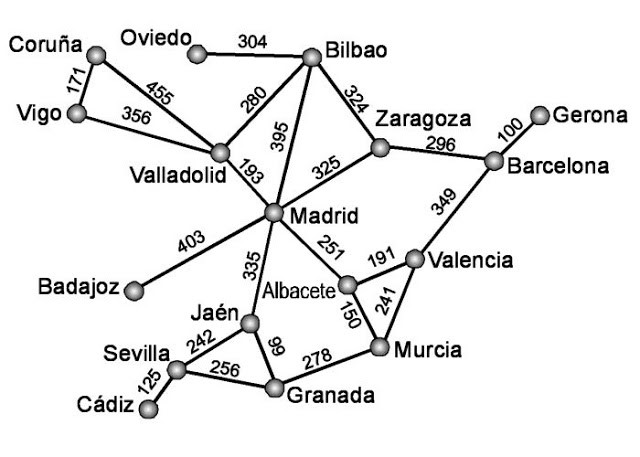 Coruña
Oviedo
304
Bilbao
171
455
280
324
Vigo
356
395
Zaragoza
100
Gerona
Valladolid
193
325
296
Barcelona
Madrid
349
403
251
191
Valencia
335
Badajoz
Albacete
150
241
Jaén
242
99
278
Murcia
Sevilla
256
125
Granada
Cádiz